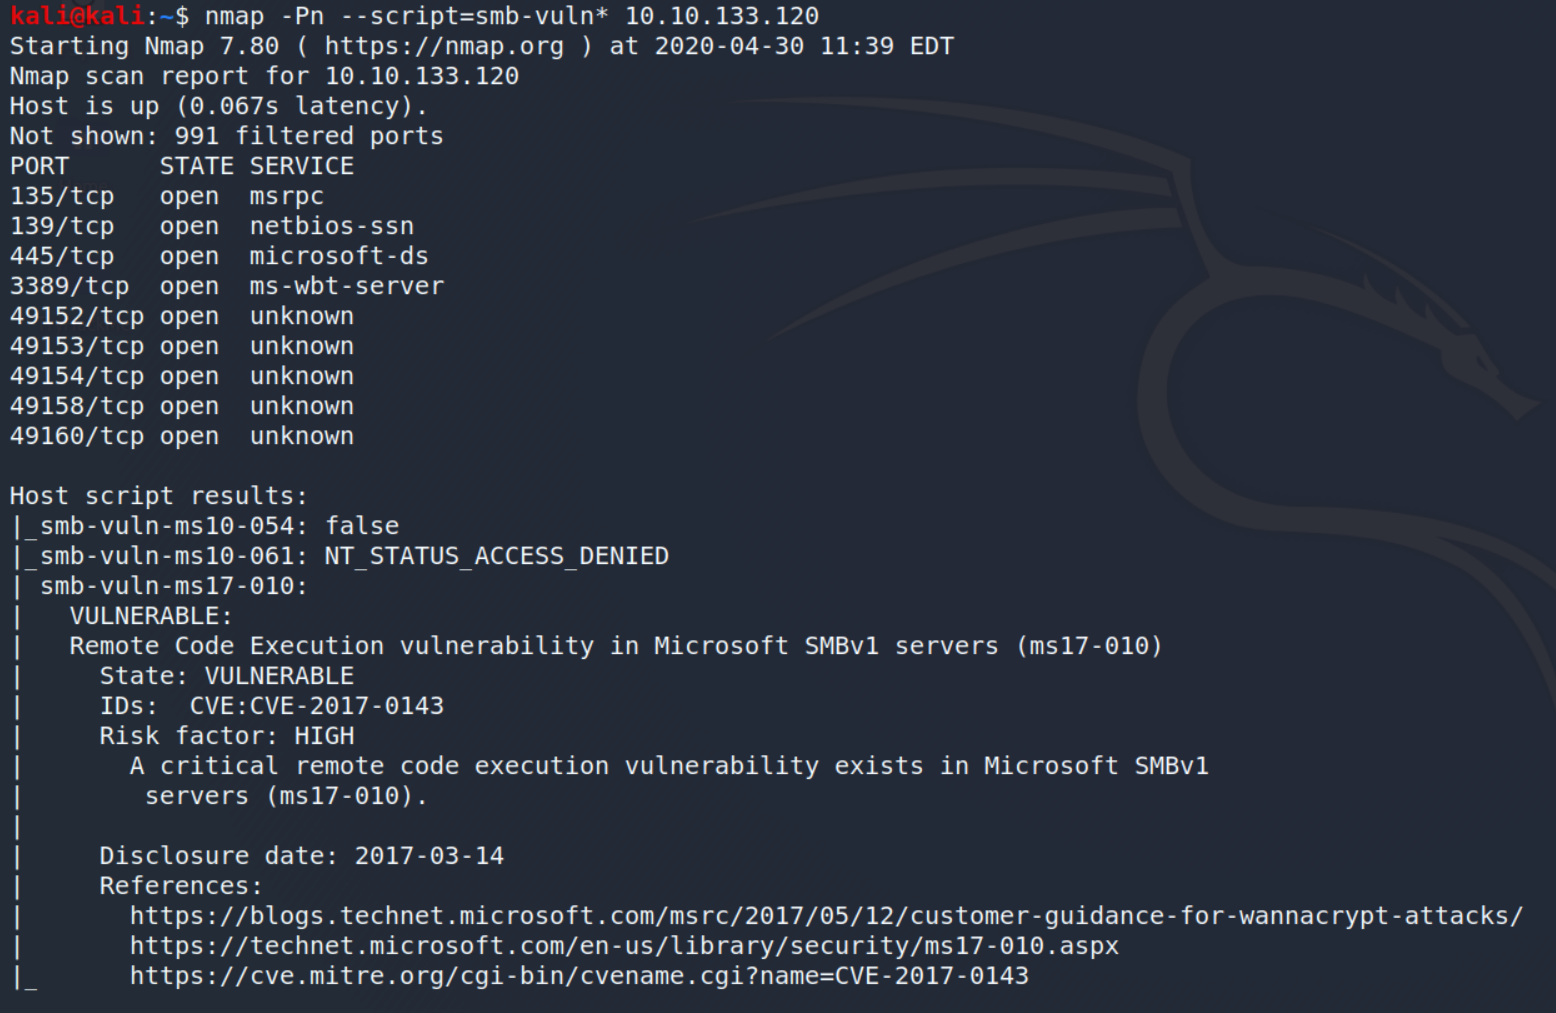 kali@kali:~$ nmap -Pn --script=smb-vuln* 10.10.133.120
Starting Nmap 7.80 ( https://nmap.org ) at 2020-04-30 11:39 EDT
Nmap scan report for 10.10.133.120
Host is up (0.067s latency).
Not shown: 991 filtered ports
PORT      STATE SERVICE
135/tcp   open  msrpc
139/tcp   open  netbios-ssn
445/tcp   open  microsoft-ds
3389/tcp  open  ms-wbt-server
49152/tcp open  unknown
49153/tcp open  unknown
49154/tcp open  unknown
49158/tcp open  unknown
49160/tcp open  unknown

Host script results:
|_smb-vuln-ms10-054: false
|_smb-vuln-ms10-061: NT_STATUS_ACCESS_DENIED
| smb-vuln-ms17-010:
|   VULNERABLE:
|   Remote Code Execution vulnerability in Microsoft SMBv1 servers (ms17-010)
|     State: VULNERABLE
|     IDs:  CVE:CVE-2017-0143
|     Risk factor: HIGH
|       A critical remote code execution vulnerability exists in Microsoft SMBv1
|        servers (ms17-010).
|
|     Disclosure date: 2017-03-14
|     References:
|       https://blogs.technet.microsoft.com/msrc/2017/05/12/customer-guidance-for-wannacrypt-attacks/
|       https://technet.microsoft.com/en-us/library/security/ms17-010.aspx
|_      https://cve.mitre.org/cgi-bin/cvename.cgi?name=CVE-2017-0143